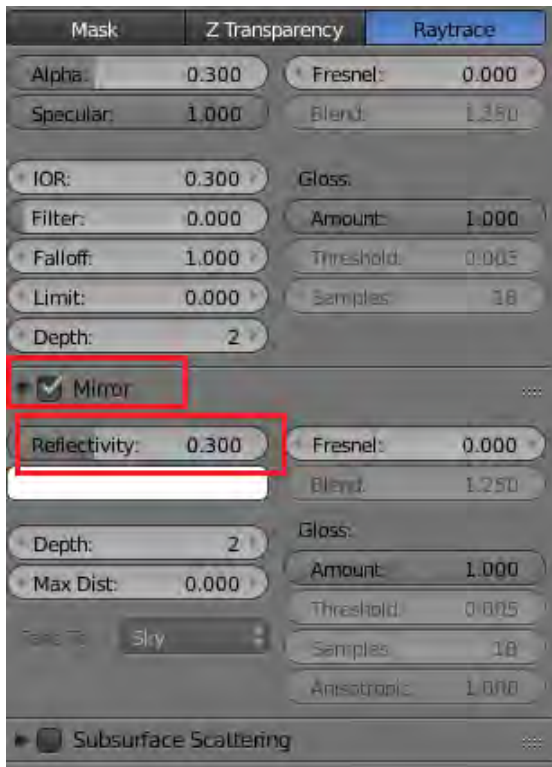 Mask Z Transparency Raytrace
Alpha: 0.300 Fresnel: 0.000
Specular: 1.000 Blend: 1.250
IOR: 0.300 Gloss:
Filter: 0.000 Amount: 1.000
Falloff: 1.000 Threshold: 0.005
Limit: 0.000 Samples: 18
Depth: 2
Mirror
Reflectivity: 0.300 Fresnel: 0.000
Blend: 1.250
Gloss:
Depth: 2 Amount: 1.000
Max Dist: 0.000 Threshold: 0.005
Sky Samples: 18
Anisotropic: 1.000
Subsurface Scattering